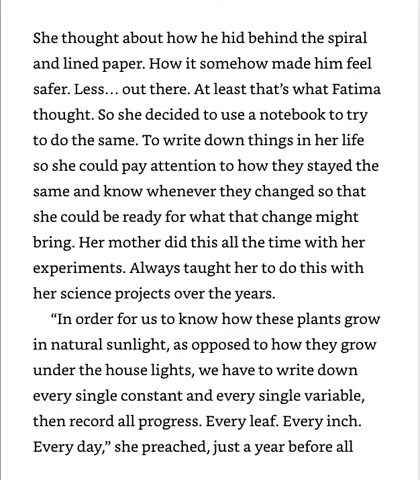 She thought about how he hid behind the spiral
and lined paper. How it somehow made him feel
safer. Less… out there. At least that’s what Fatima
thought. So she decided to use a notebook to try
to do the same. To write down things in her life
so she could pay attention to how they stayed the
same and know whenever they changed so that
she could be ready for what that change might
bring. Her mother did this all the time with her
experiments. Always taught her to do this with
her science projects over the years.
“In order for us to know how these plants grow
in natural sunlight, as opposed to how they grow
under the house lights, we have to write down
every single constant and every single variable,
then record all progress. Every leaf. Every inch.
Every day,” she preached, just a year before all